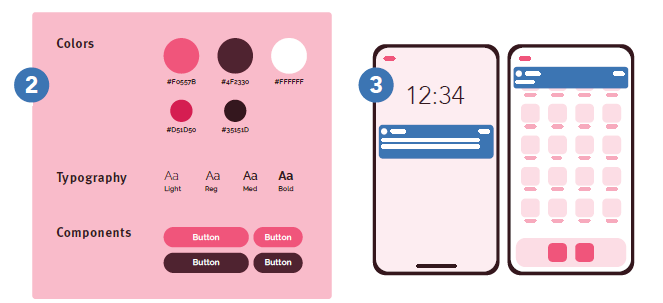 2
Colors
#F0557B
#4F2330
#FFFFFF
#D51D50
#35151D
Typography
Aa
Aa
Aa
Aa
Light
Reg
Med
Bold
Components
Button
Button
Button
Button
3
12:34